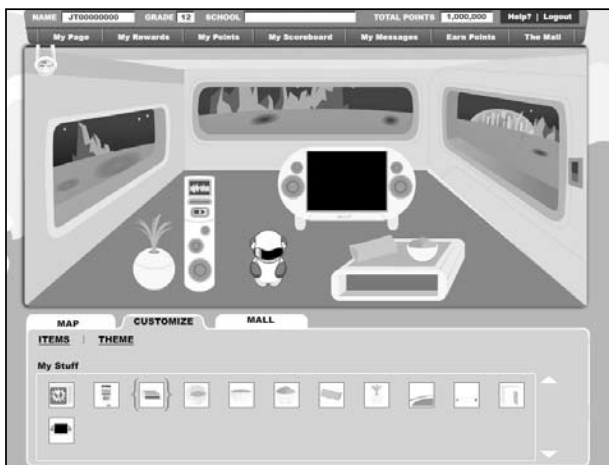 NAME JT00000000 GRADE 12 SCHOOL TOTAL POINTS 1,000,000 Help? | Logout
My Page My Rewards My Points My Scoreboard My Messages Earn Points The Mall
MAP CUSTOMIZE MALL
ITEMS | THEME
My Stuff